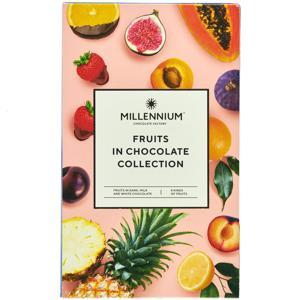 MILLENNIUM®
CHOCOLATE FACTORY
FRUITS
IN CHOCOLATE
COLLECTION
FRUITS IN DARK, MILK
AND WHITE CHOCOLATE
6 KINDS
OF FRUITS